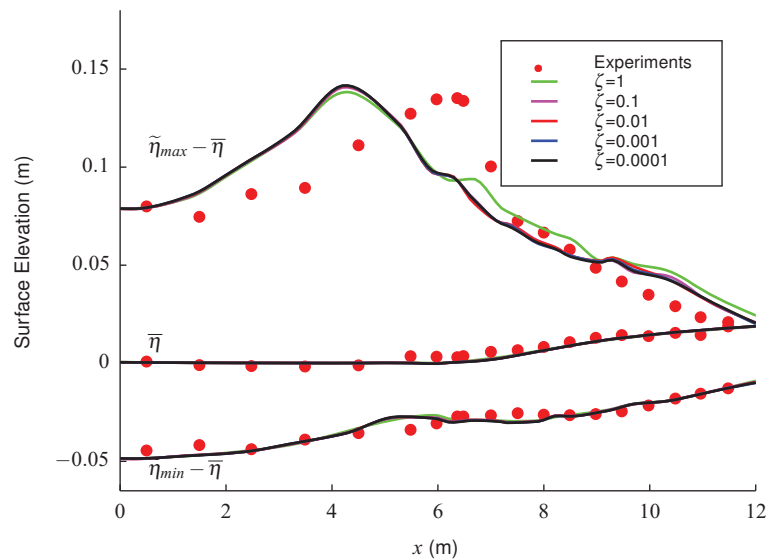 0.15
0.1
0.05
0
−0.05
Surface Elevation (m)
Experiments
ζ=1
ζ=0.1
ζ=0.01
ζ=0.001
ζ=0.0001
η̃max − η̅
η̅
ηmin − η̅
0 2 4 6 8 10 12
x (m)